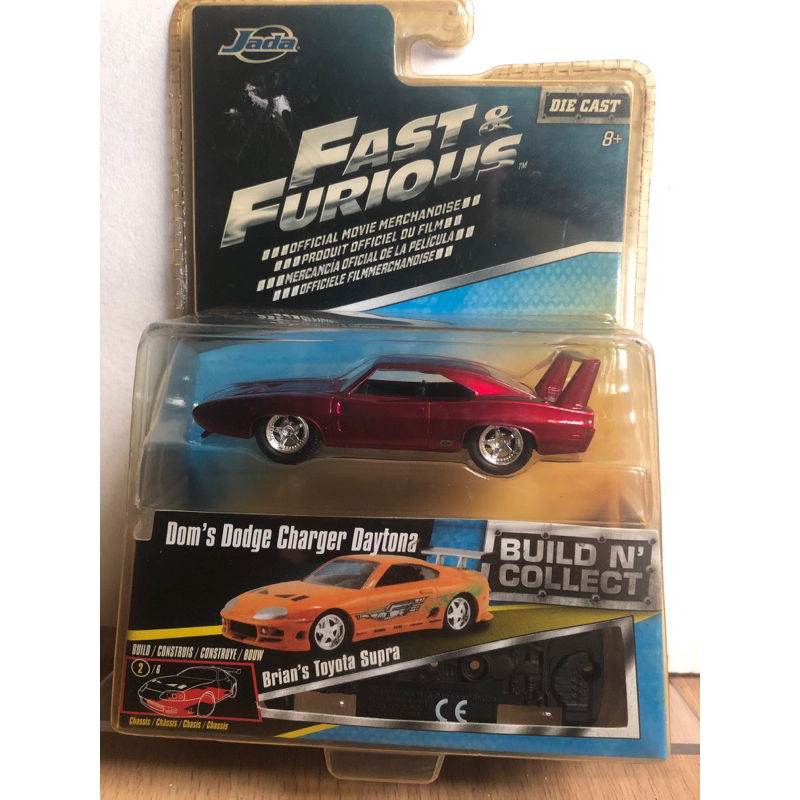 Jada
DIE CAST
8+
FAST &
FURIOUS™
OFFICIAL MOVIE MERCHANDISE
PRODUIT OFFICIEL DU FILM
MERCANCÍA OFICIAL DE LA PELÍCULA
OFFICIELE FILMMERCHANDISE
Dom's Dodge Charger Daytona
BUILD N'
COLLECT
BUILD / CONSTRUIS / CONSTRUYE / BOUW
2 / 6
Brian's Toyota Supra
Chassis / Châssis / Chasis / Chassis
CE